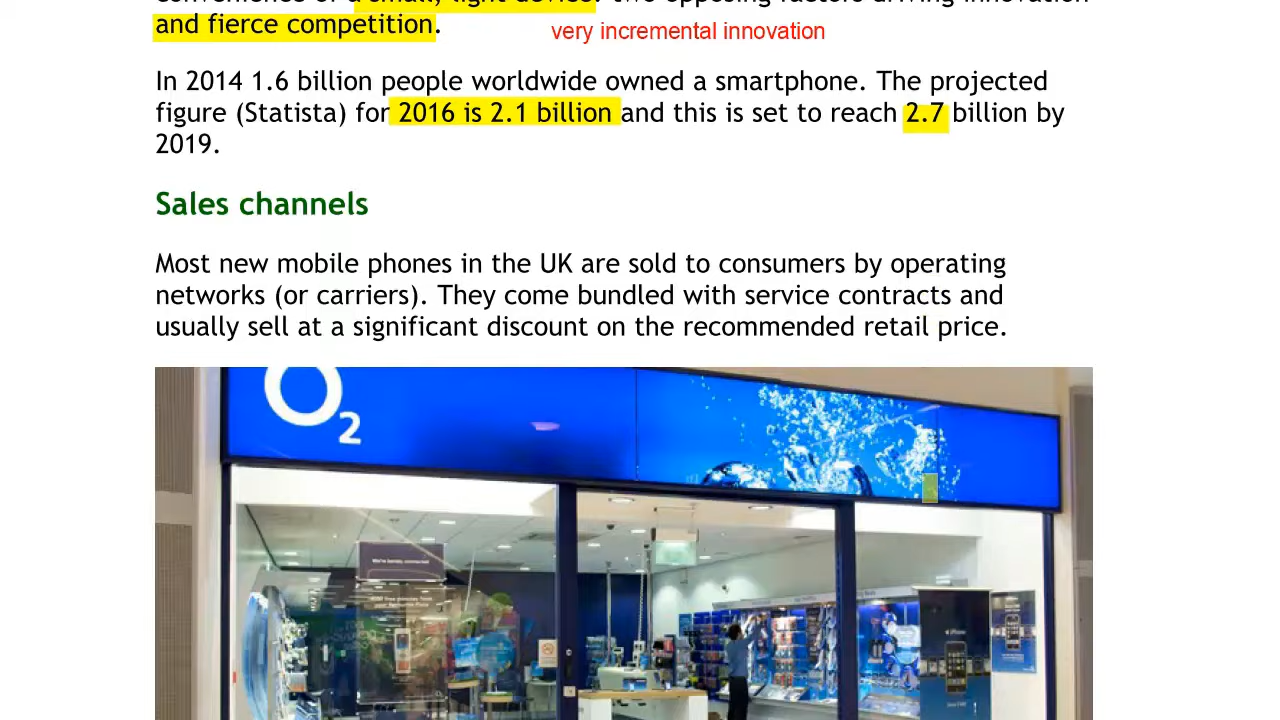 and fierce competition.
very incremental innovation
In 2014 1.6 billion people worldwide owned a smartphone. The projected
figure (Statista) for 2016 is 2.1 billion and this is set to reach 2.7 billion by
2019.
Sales channels
Most new mobile phones in the UK are sold to consumers by operating
networks (or carriers). They come bundled with service contracts and
usually sell at a significant discount on the recommended retail price.
O2